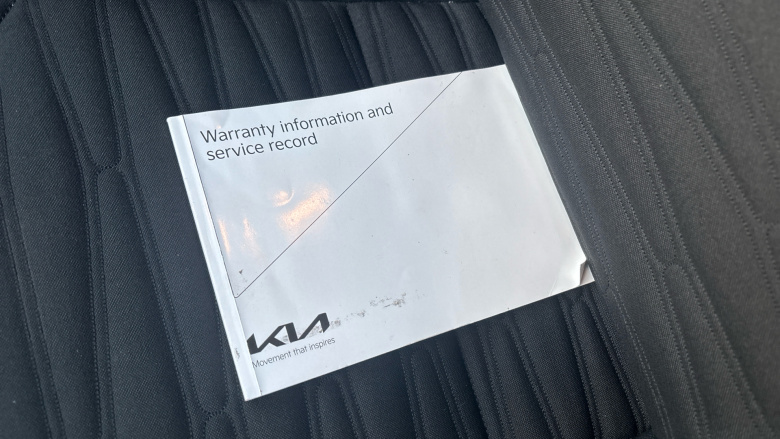 Warranty information and
service record
KIA
Movement that inspires